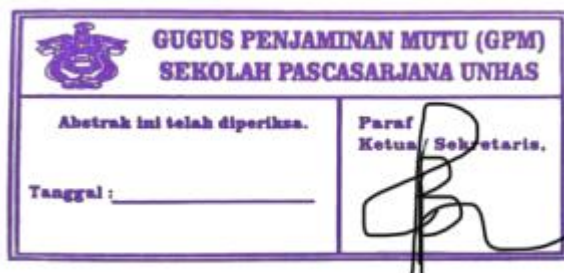 GUGUS PENJAMINAN MUTU (GPM)
SEKOLAH PASCASARJANA UNHAS
Abstrak ini telah diperiksa.
Tanggal :
Paraf
Ketua / Sekretaris,